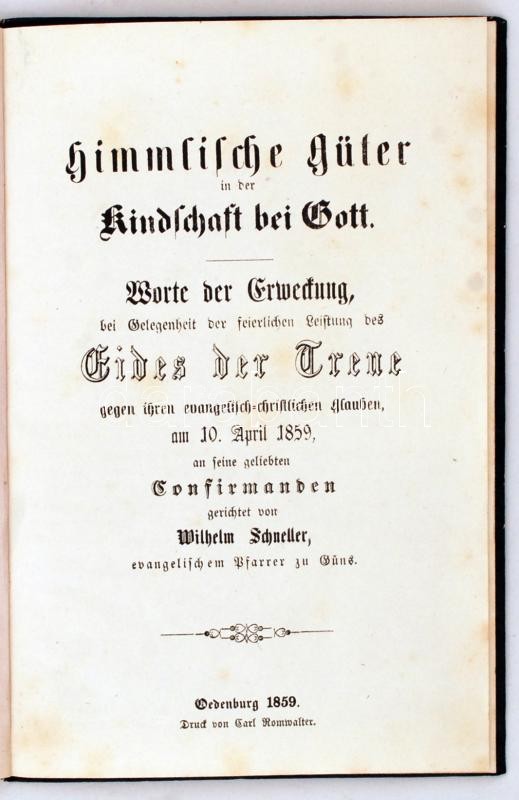 Himmlische Güter
in der
Kindschaft bei Gott.
Worte der Erweckung,
bei Gelegenheit der feierlichen Leistung des
Eides der Treue
gegen ihren evangelisch-christlichen Glauben,
am 10. April 1859,
an seine geliebten
Confirmanden
gerichtet von
Wilhelm Schneller,
evangelischem Pfarrer zu Güns.
Oedenburg 1859.
Druck von Carl Romwalter.